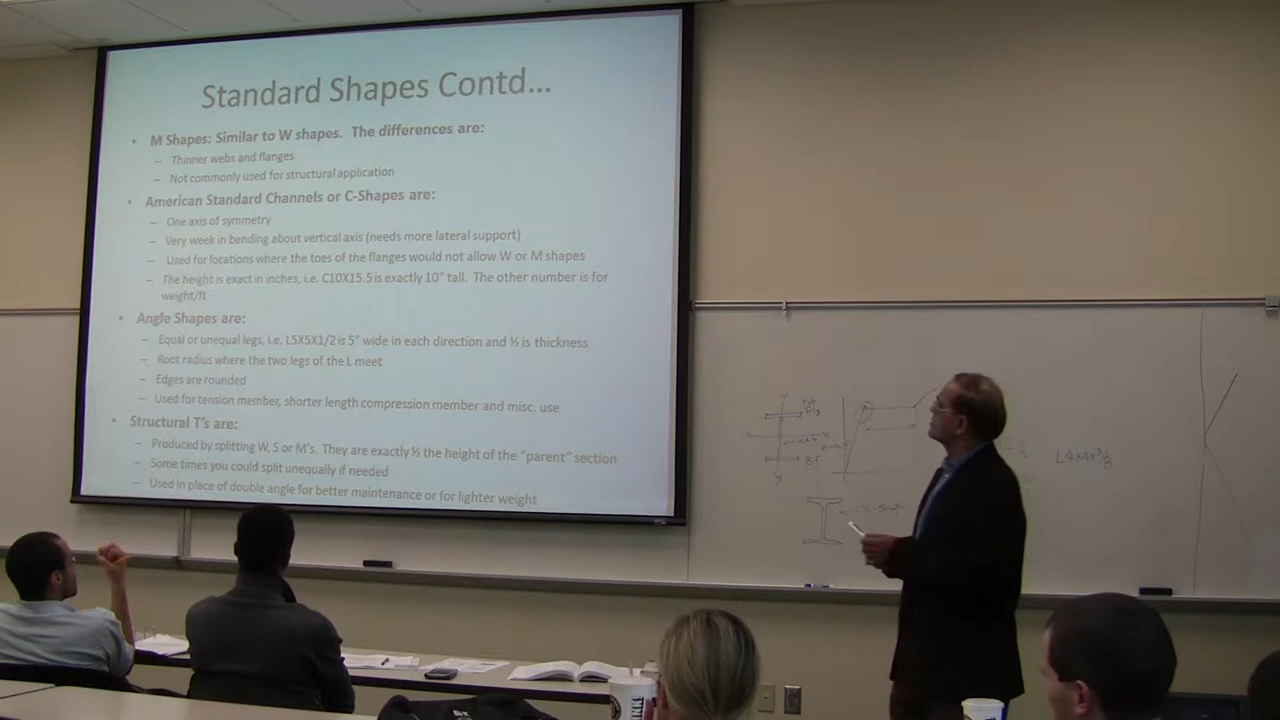 Standard Shapes Contd...
• M Shapes: Similar to W shapes. The differences are:
– Thinner webs and flanges
– Not commonly used for structural application
• American Standard Channels or C-Shapes are:
– One axis of symmetry
– Very week in bending about vertical axis (needs more lateral support)
– Used for locations where the toes of the flanges would not allow W or M shapes
– The height is exact in inches, i.e. C10X15.5 is exactly 10" tall. The other number is for
weight/ft
• Angle Shapes are:
– Equal or unequal legs, i.e. L5X5X1/2 is 5" wide in each direction and ½ is thickness
– Root radius where the two legs of the L meet
– Edges are rounded
– Used for tension member, shorter length compression member and misc. use
• Structural T's are:
– Produced by splitting W, S or M's. They are exactly ½ the height of the "parent" section
– Some times you could split unequally if needed
– Used in place of double angle for better maintenance or for lighter weight